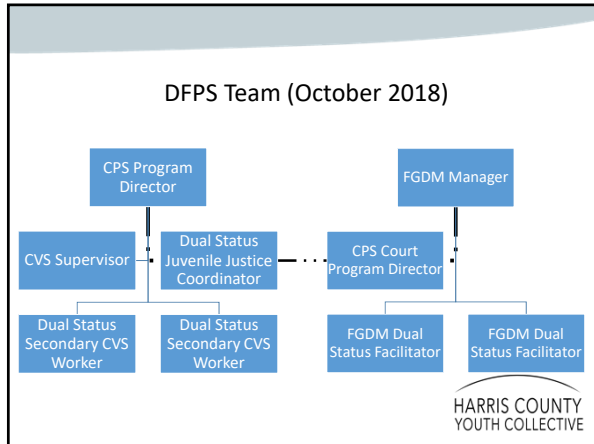 DFPS Team (October 2018)
CPS Program
Director
FGDM Manager
CVS Supervisor
Dual Status
Juvenile Justice
Coordinator
CPS Court
Program Director
Dual Status
Secondary CVS
Worker
Dual Status
Secondary CVS
Worker
FGDM Dual
Status Facilitator
FGDM Dual
Status Facilitator
HARRIS COUNTY
YOUTH COLLECTIVE